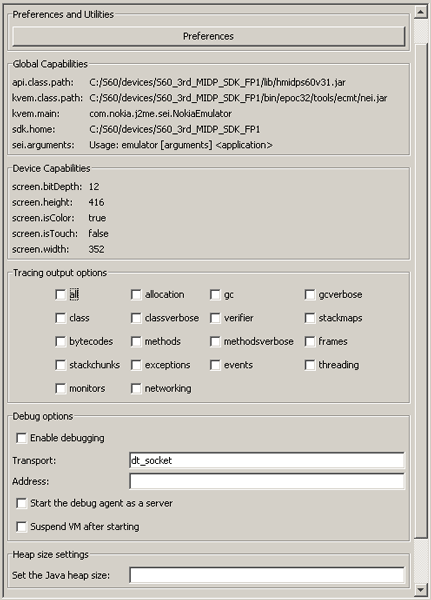 Preferences and Utilities
Preferences
Global Capabilities
api.class.path: C:/S60/devices/S60_3rd_MIDP_SDK_FP1/lib/hmidps60v31.jar
kvem.class.path: C:/S60/devices/S60_3rd_MIDP_SDK_FP1/bin/epoc32/tools/ecmt/nei.jar
kvem.main: com.nokia.j2me.sei.NokiaEmulator
sdk.home: C:/S60/devices/S60_3rd_MIDP_SDK_FP1
sei.arguments: Usage: emulator [arguments] <application>
Device Capabilities
screen.bitDepth: 12
screen.height: 416
screen.isColor: true
screen.isTouch: false
screen.width: 352
Tracing output options
all allocation gc gcverbose
class classverbose verifier stackmaps
bytecodes methods methodsverbose frames
stackchunks exceptions events threading
monitors networking
Debug options
Enable debugging
Transport: dt_socket
Address:
Start the debug agent as a server
Suspend VM after starting
Heap size settings
Set the Java heap size: